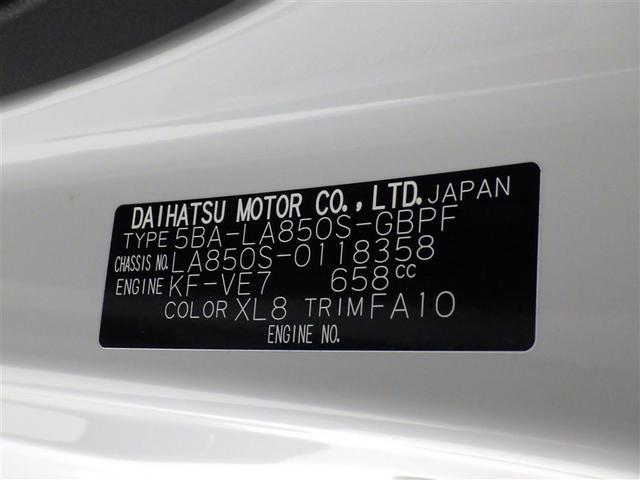 DAIHATSU MOTOR CO., LTD. JAPAN
TYPE 5BA-LA850S-GBPF
CHASSIS NO. LA850S-0118358
ENGINE KF-VE7 658cc
COLOR XL8 TRIM FA10
ENGINE NO.